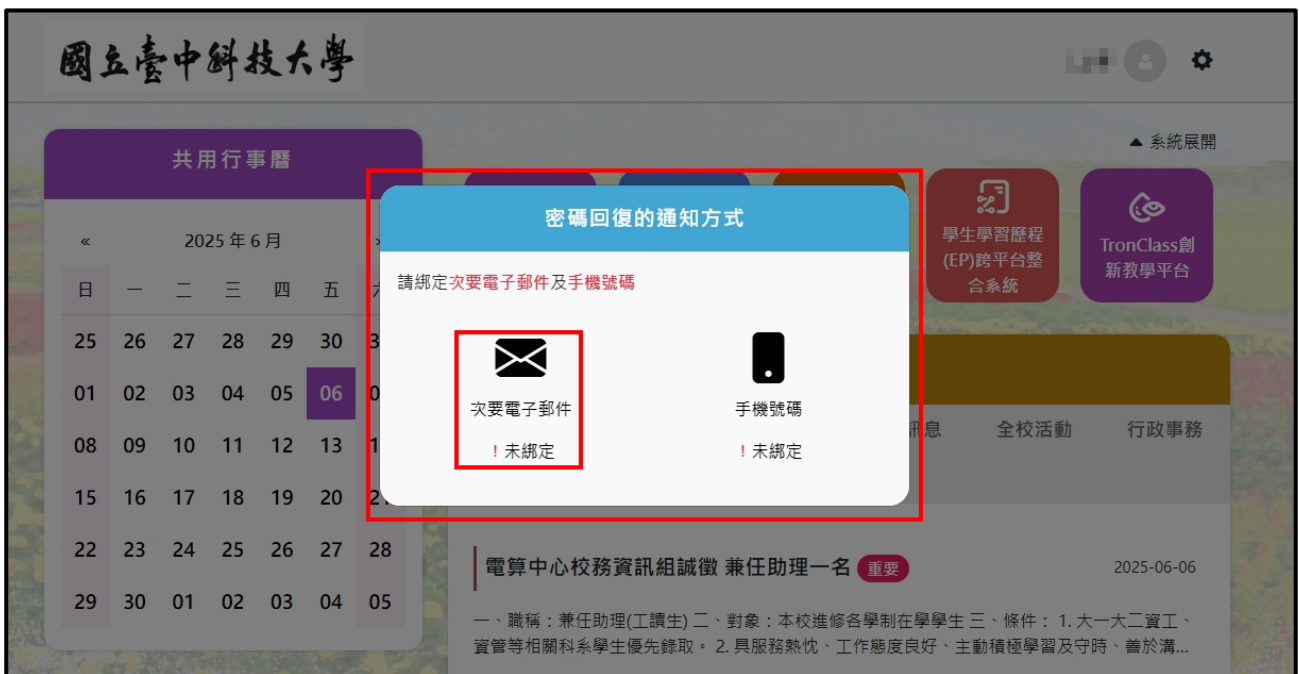 國立臺中科技大學
▲ 系統展開
共用行事曆
« 2025 年 6 月
日 一 二 三 四 五
25 26 27 28 29 30
01 02 03 04 05 06
08 09 10 11 12 13
15 16 17 18 19 20
22 23 24 25 26 27 28
29 30 01 02 03 04 05
密碼回復的通知方式
請綁定次要電子郵件及手機號碼
次要電子郵件
! 未綁定
手機號碼
! 未綁定
學生學習歷程
(EP)跨平台整
合系統
TronClass創
新教學平台
訊息 全校活動 行政事務
電算中心校務資訊組誠徵 兼任助理一名 重要 2025-06-06
一、職稱：兼任助理(工讀生) 二、對象：本校進修各學制在學學生 三、條件： 1. 大一大二資工、
資管等相關科系學生優先錄取。 2. 具服務熱忱、工作態度良好、主動積極學習及守時、善於溝...